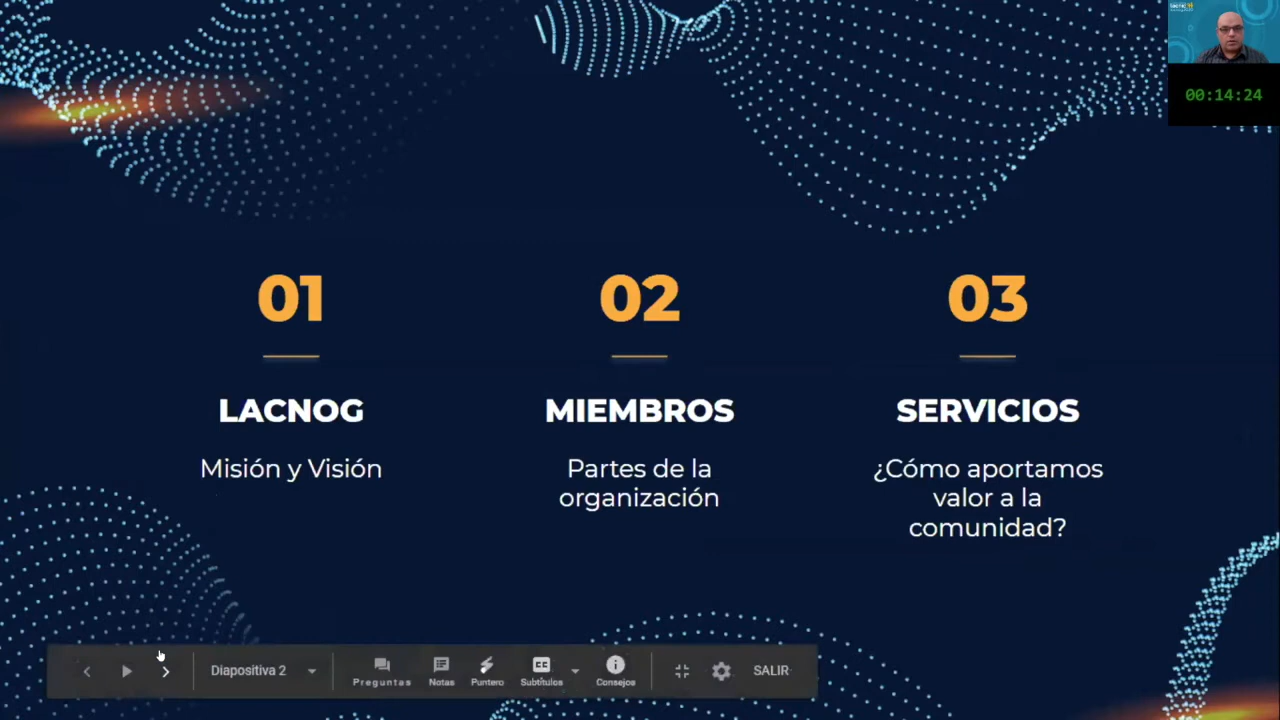 00:14:24
01
02
03
LACNOG
MIEMBROS
SERVICIOS
Misión y Visión
Partes de la
organización
¿Cómo aportamos
valor a la
comunidad?
Diapositiva 2
Preguntas
Notas
Puntero
CC
Subtítulos
Consejos
SALIR